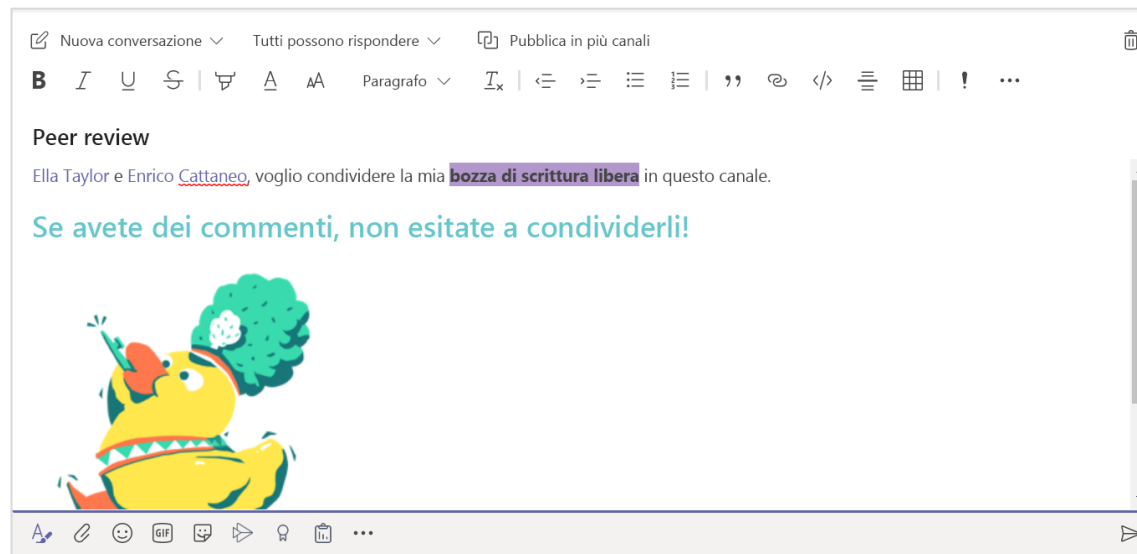 Nuova conversazione Tutti possono rispondere Pubblica in più canali
Paragrafo
Peer review
Ella Taylor e Enrico Cattaneo, voglio condividere la mia bozza di scrittura libera in questo canale.
Se avete dei commenti, non esitate a condividerli!
GIF